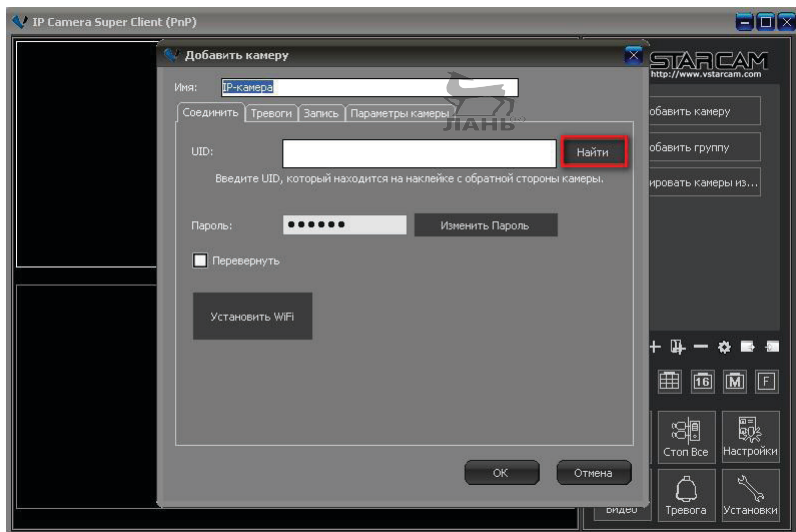 IP Camera Super Client (PnP)
Добавить камеру
STARCAM
http://www.vstarcam.com
Имя: IP-камера
Соединить Тревоги Запись Параметры камеры
ЛІАНЬ
UID: Найти
Введите UID, который находится на наклейке с обратной стороны камеры.
Пароль: ●●●●●● Изменить Пароль
Перевернуть
Установить WiFi
OK Отмена
обавить камеру
обавить группу
ировать камеры из...
16 M F
Стоп Все Настройки
Видео Тревога Установки